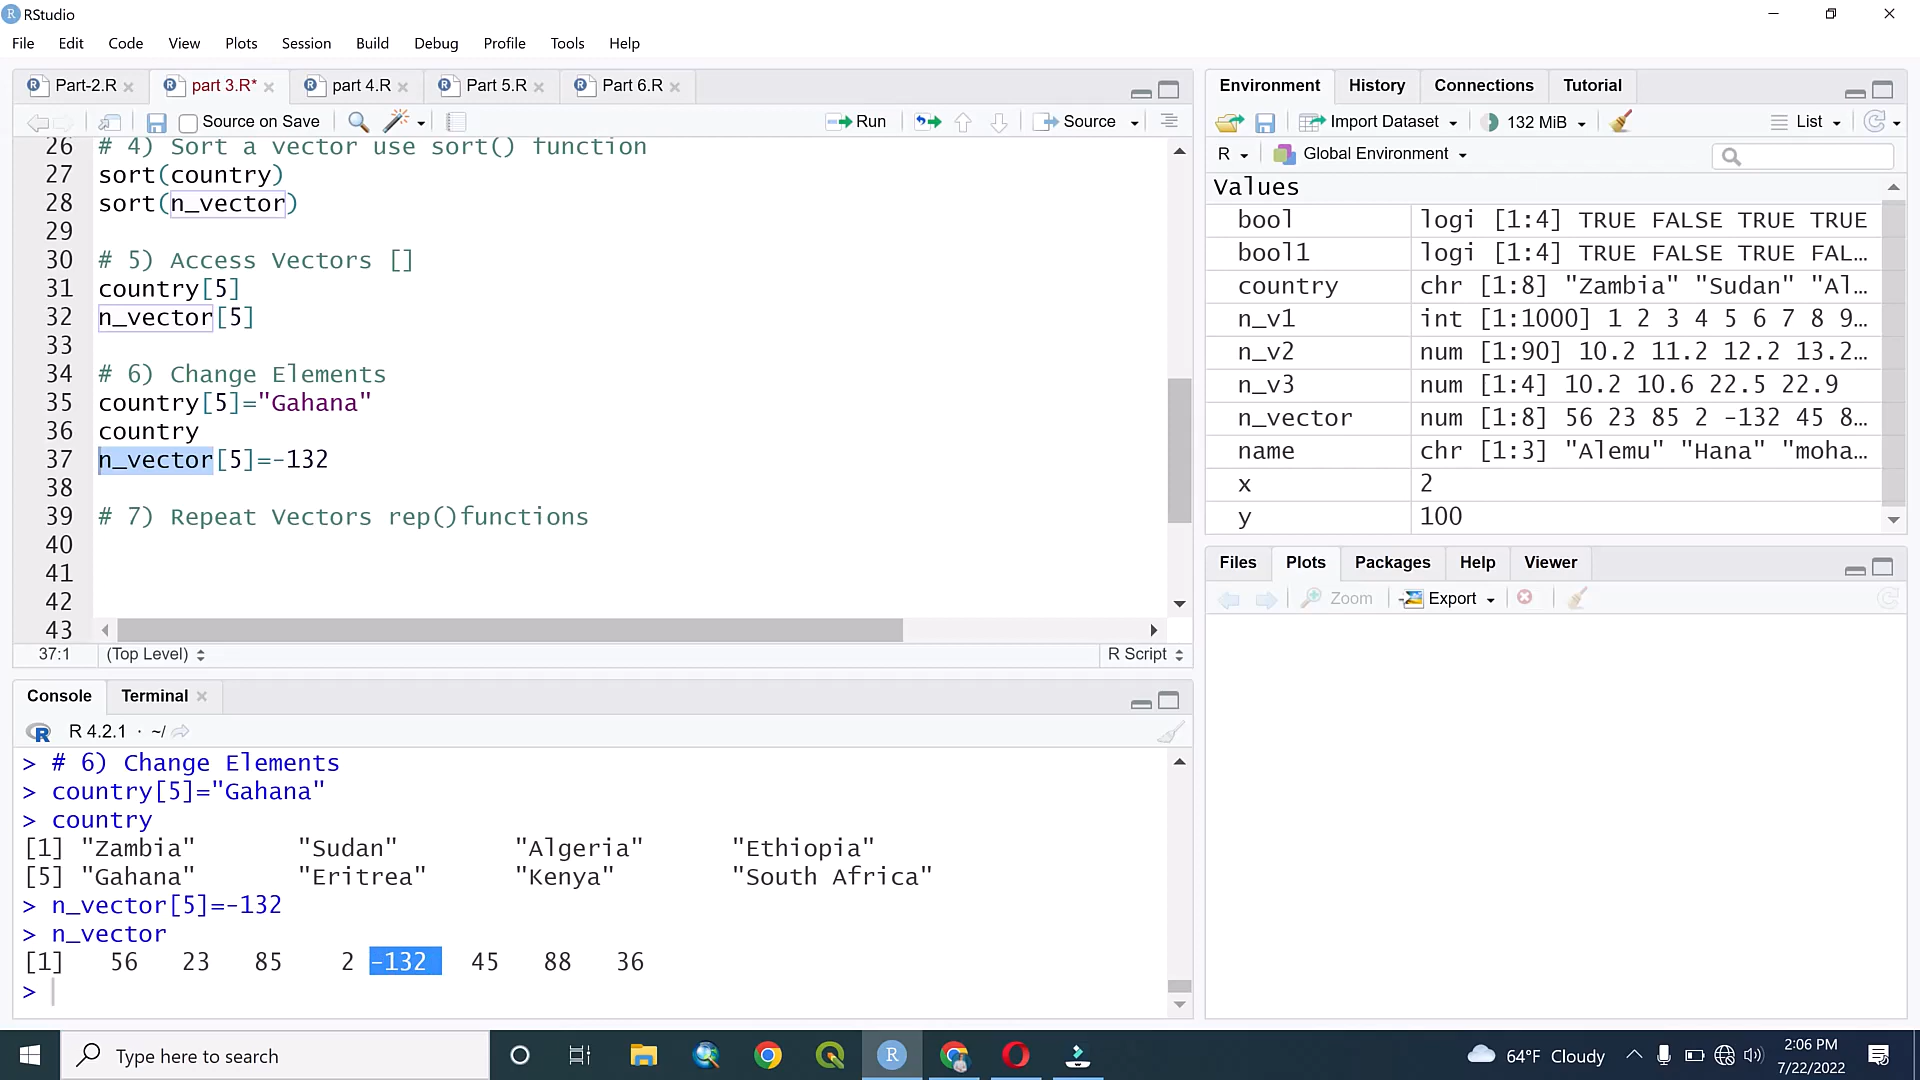 RStudio
File Edit Code View Plots Session Build Debug Profile Tools Help
Part-2.R part 3.R* part 4.R Part 5.R Part 6.R
Source on Save Run Source
26 # 4) Sort a vector use sort() function
27 sort(country)
28 sort(n_vector)
29
30 # 5) Access Vectors []
31 country[5]
32 n_vector[5]
33
34 # 6) Change Elements
35 country[5]="Gahana"
36 country
37 n_vector[5]=-132
38
39 # 7) Repeat Vectors rep()functions
40
41
42
43
37:1 (Top Level) R Script
Console Terminal
R 4.2.1 · ~/
> # 6) Change Elements
> country[5]="Gahana"
> country
[1] "Zambia" "Sudan" "Algeria" "Ethiopia"
[5] "Gahana" "Eritrea" "Kenya" "South Africa"
> n_vector[5]=-132
> n_vector
[1] 56 23 85 2 -132 45 88 36
>
Environment History Connections Tutorial
Import Dataset 132 MiB List
R Global Environment
Values
bool logi [1:4] TRUE FALSE TRUE TRUE
bool1 logi [1:4] TRUE FALSE TRUE FAL…
country chr [1:8] "Zambia" "Sudan" "Al…
n_v1 int [1:1000] 1 2 3 4 5 6 7 8 9…
n_v2 num [1:90] 10.2 11.2 12.2 13.2…
n_v3 num [1:4] 10.2 10.6 22.5 22.9
n_vector num [1:8] 56 23 85 2 -132 45 8…
name chr [1:3] "Alemu" "Hana" "moha…
x 2
y 100
Files Plots Packages Help Viewer
Zoom Export
Type here to search
64°F Cloudy
2:06 PM
7/22/2022